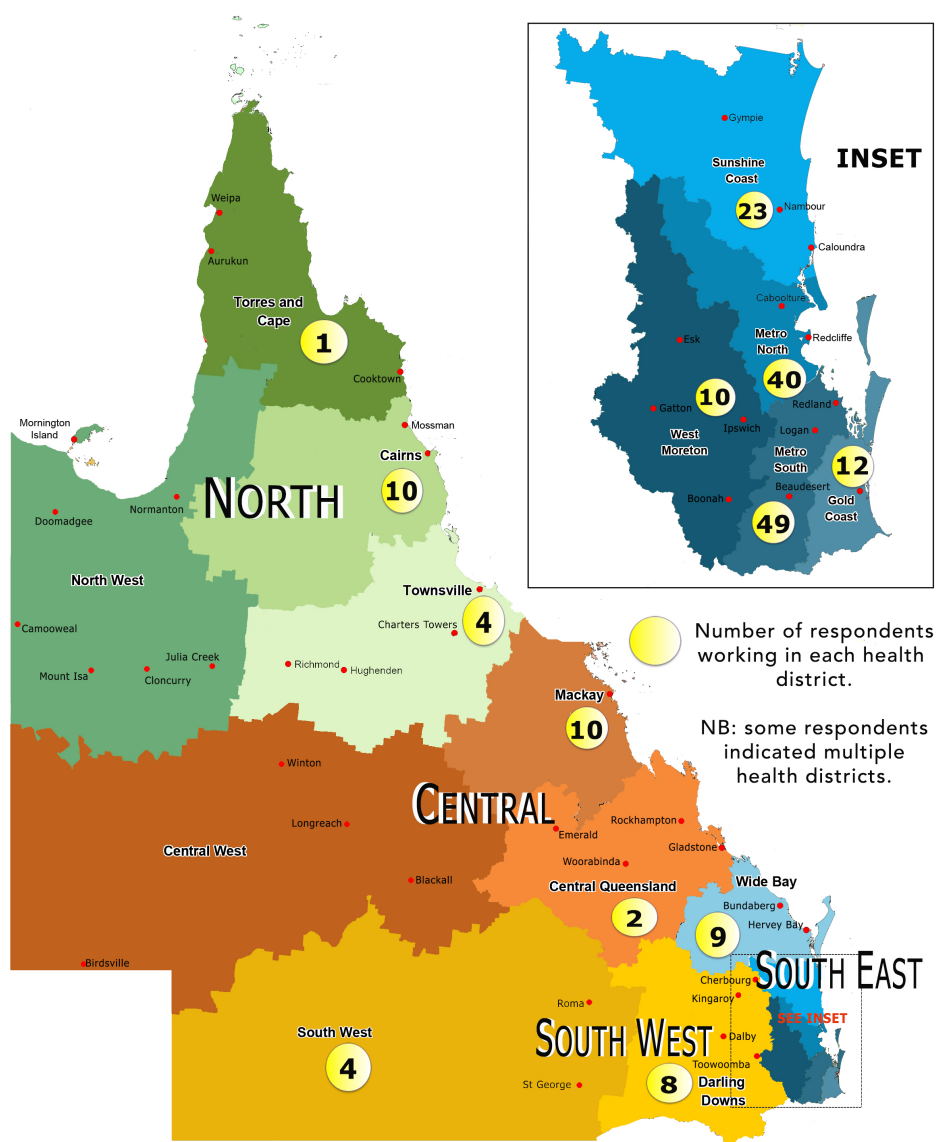 INSET
Gympie
Sunshine
Coast
23
Nambour
Caloundra
Caboolture
Metro
North
Redcliffe
40
Esk
10
Gatton
Ipswich
West
Moreton
Redland
Logan
Metro
South
12
Beaudesert
Gold
Coast
Boonah
49
Weipa
Aurukun
Torres and
Cape
1
Cooktown
Mornington
Island
Mossman
Cairns
10
NORTH
Normanton
Doomadgee
North West
Townsville
4
Charters Towers
Camooweal
Julia Creek
Mount Isa
Cloncurry
Richmond
Hughenden
Number of respondents
working in each health
district.
NB: some respondents
indicated multiple
health districts.
Mackay
10
Winton
CENTRAL
Longreach
Emerald
Rockhampton
Gladstone
Central West
Woorabinda
Blackall
Central Queensland
2
Wide Bay
Bundaberg
Hervey Bay
9
Birdsville
SOUTH EAST
Cherbourg
Kingaroy
Roma
SEE INSET
South West
4
SOUTH WEST
Dalby
Toowoomba
St George
8
Darling
Downs